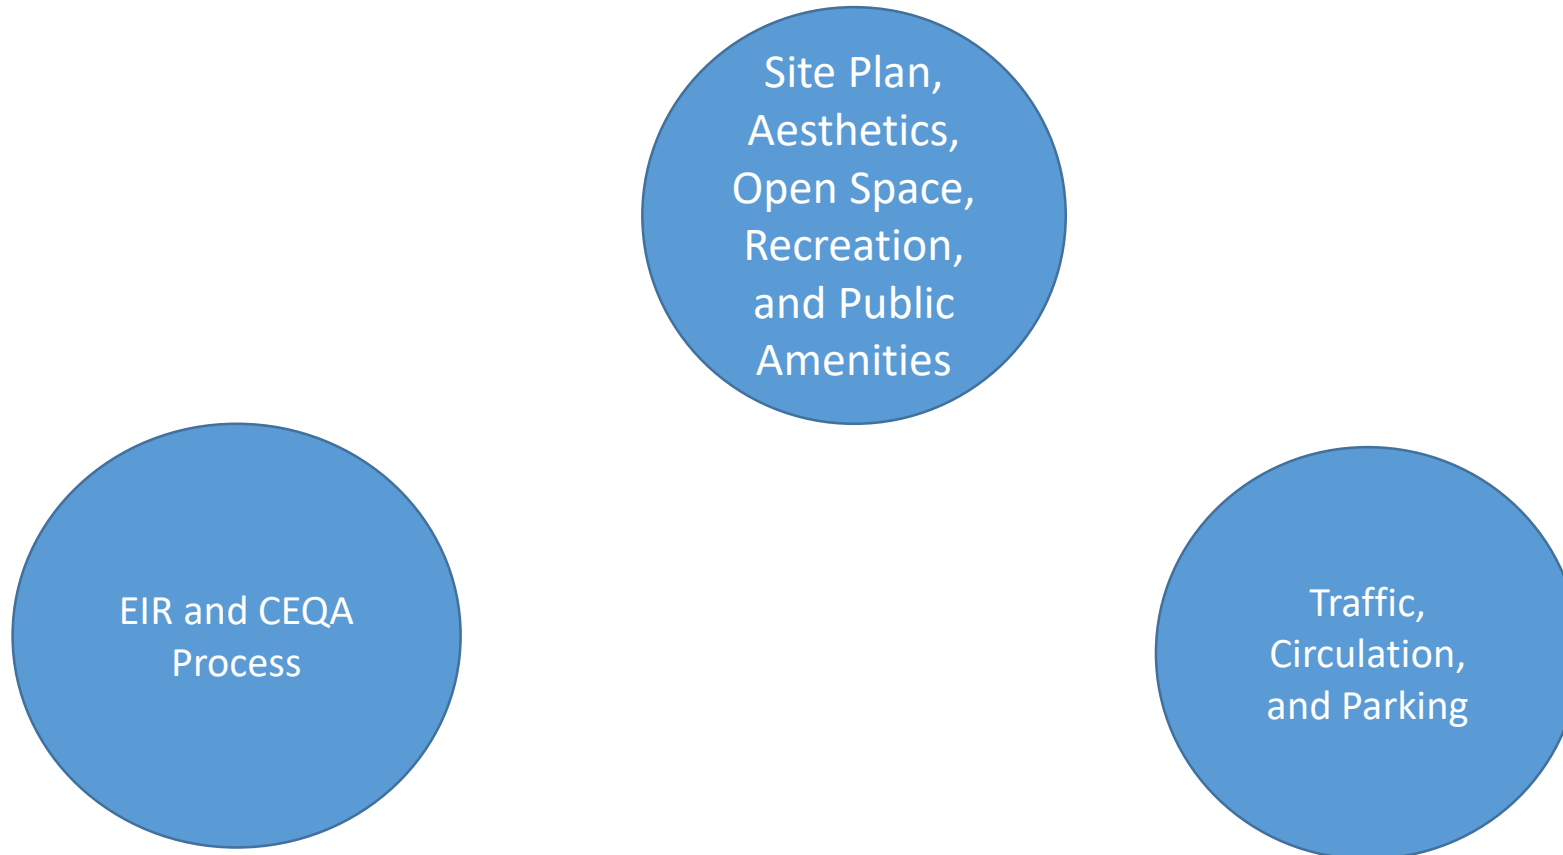 Site Plan,
Aesthetics,
Open Space,
Recreation,
and Public
Amenities
EIR and CEQA
Process
Traffic,
Circulation,
and Parking